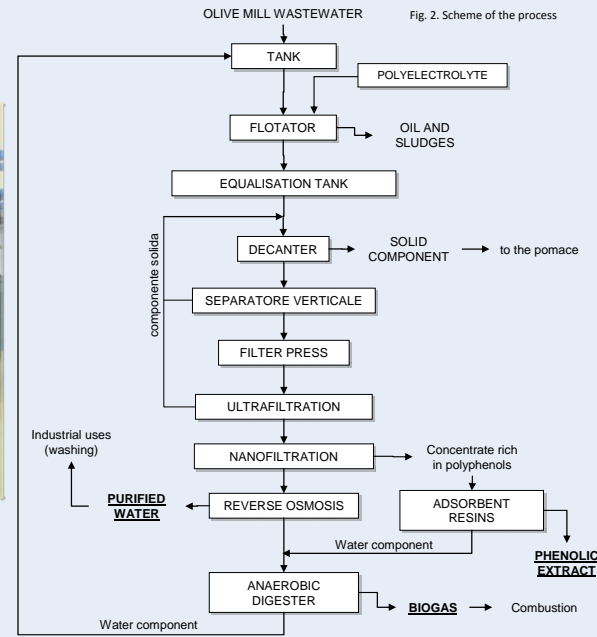 OLIVE MILL WASTEWATER
Fig. 2. Scheme of the process
TANK
POLYELECTROLYTE
FLOTATOR
OIL AND
SLUDGES
EQUALISATION TANK
componente solida
DECANTER
SOLID
COMPONENT
to the pomace
SEPARATORE VERTICALE
FILTER PRESS
ULTRAFILTRATION
Industrial uses
(washing)
NANOFILTRATION
Concentrate rich
in polyphenols
PURIFIED
WATER
REVERSE OSMOSIS
ADSORBENT
RESINS
Water component
PHENOLIC
EXTRACT
ANAEROBIC
DIGESTER
BIOGAS
Combustion
Water component